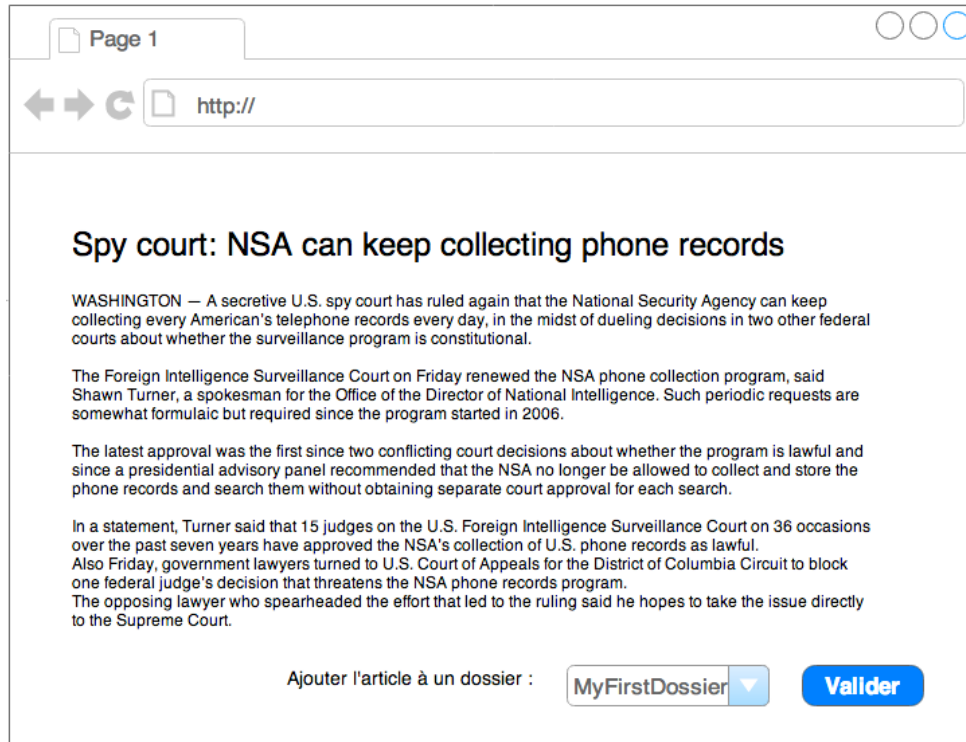 Page 1
http://
Spy court: NSA can keep collecting phone records
WASHINGTON — A secretive U.S. spy court has ruled again that the National Security Agency can keep
collecting every American's telephone records every day, in the midst of dueling decisions in two other federal
courts about whether the surveillance program is constitutional.
The Foreign Intelligence Surveillance Court on Friday renewed the NSA phone collection program, said
Shawn Turner, a spokesman for the Office of the Director of National Intelligence. Such periodic requests are
somewhat formulaic but required since the program started in 2006.
The latest approval was the first since two conflicting court decisions about whether the program is lawful and
since a presidential advisory panel recommended that the NSA no longer be allowed to collect and store the
phone records and search them without obtaining separate court approval for each search.
In a statement, Turner said that 15 judges on the U.S. Foreign Intelligence Surveillance Court on 36 occasions
over the past seven years have approved the NSA's collection of U.S. phone records as lawful.
Also Friday, government lawyers turned to U.S. Court of Appeals for the District of Columbia Circuit to block
one federal judge's decision that threatens the NSA phone records program.
The opposing lawyer who spearheaded the effort that led to the ruling said he hopes to take the issue directly
to the Supreme Court.
Ajouter l'article à un dossier :
MyFirstDossier
Valider